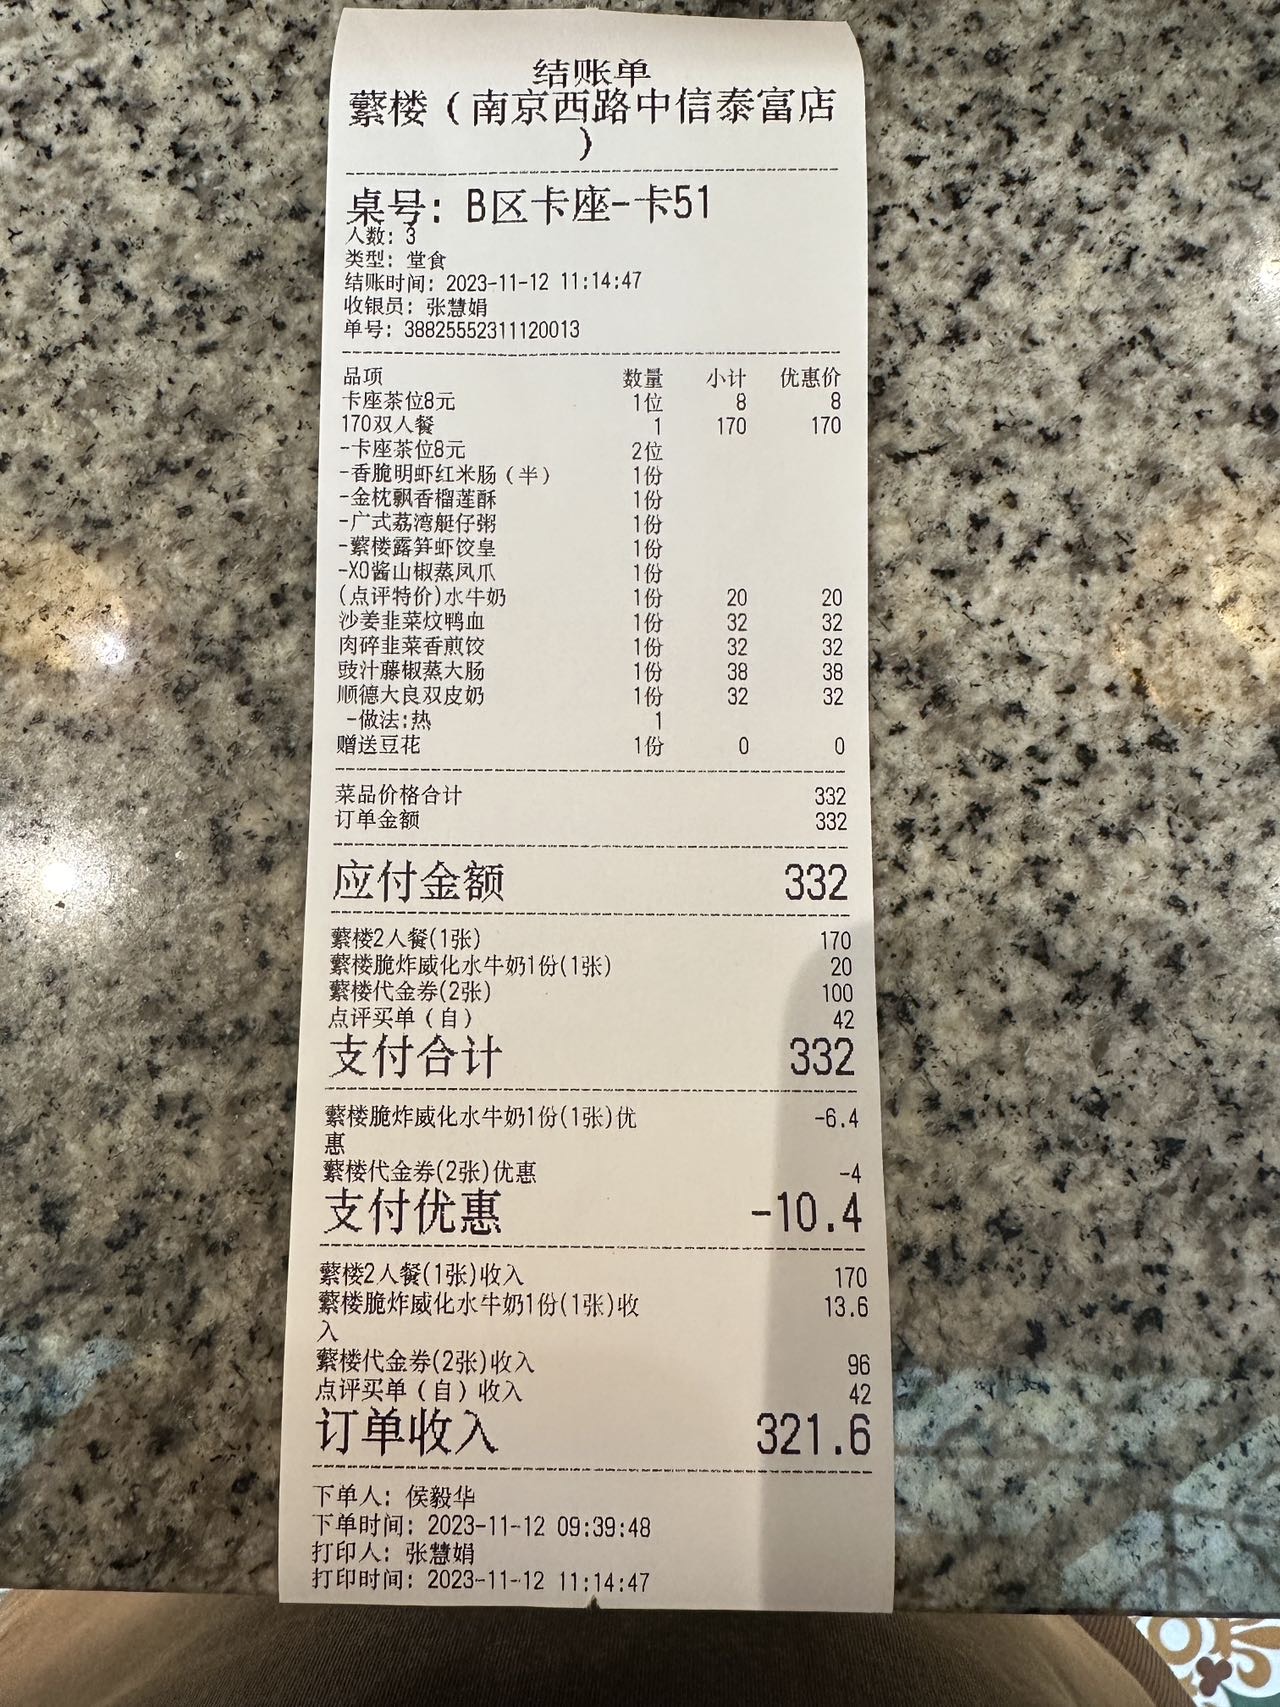 结账单
蘩楼（南京西路中信泰富店
）
桌号: B区卡座-卡51
人数: 3
类型: 堂食
结账时间: 2023-11-12 11:14:47
收银员: 张慧娟
单号: 38825552311120013
品项 数量 小计 优惠价
卡座茶位8元 1位 8 8
170双人餐 1 170 170
-卡座茶位8元 2位
-香脆明虾红米肠（半） 1份
-金枕飘香榴莲酥 1份
-广式荔湾艇仔粥 1份
-蘩楼露笋虾饺皇 1份
-XO酱山椒蒸凤爪 1份
(点评特价)水牛奶 1份 20 20
沙姜韭菜炆鸭血 1份 32 32
肉碎韭菜香煎饺 1份 32 32
豉汁藤椒蒸大肠 1份 38 38
顺德大良双皮奶 1份 32 32
-做法:热 1
赠送豆花 1份 0 0
菜品价格合计 332
订单金额 332
应付金额 332
蘩楼2人餐(1张) 170
蘩楼脆炸威化水牛奶1份(1张) 20
蘩楼代金券(2张) 100
点评买单（自） 42
支付合计 332
蘩楼脆炸威化水牛奶1份(1张)优 -6.4
惠
蘩楼代金券(2张)优惠 -4
支付优惠 -10.4
蘩楼2人餐(1张)收入 170
蘩楼脆炸威化水牛奶1份(1张)收 13.6
入
蘩楼代金券(2张)收入 96
点评买单（自）收入 42
订单收入 321.6
下单人: 侯毅华
下单时间: 2023-11-12 09:39:48
打印人: 张慧娟
打印时间: 2023-11-12 11:14:47